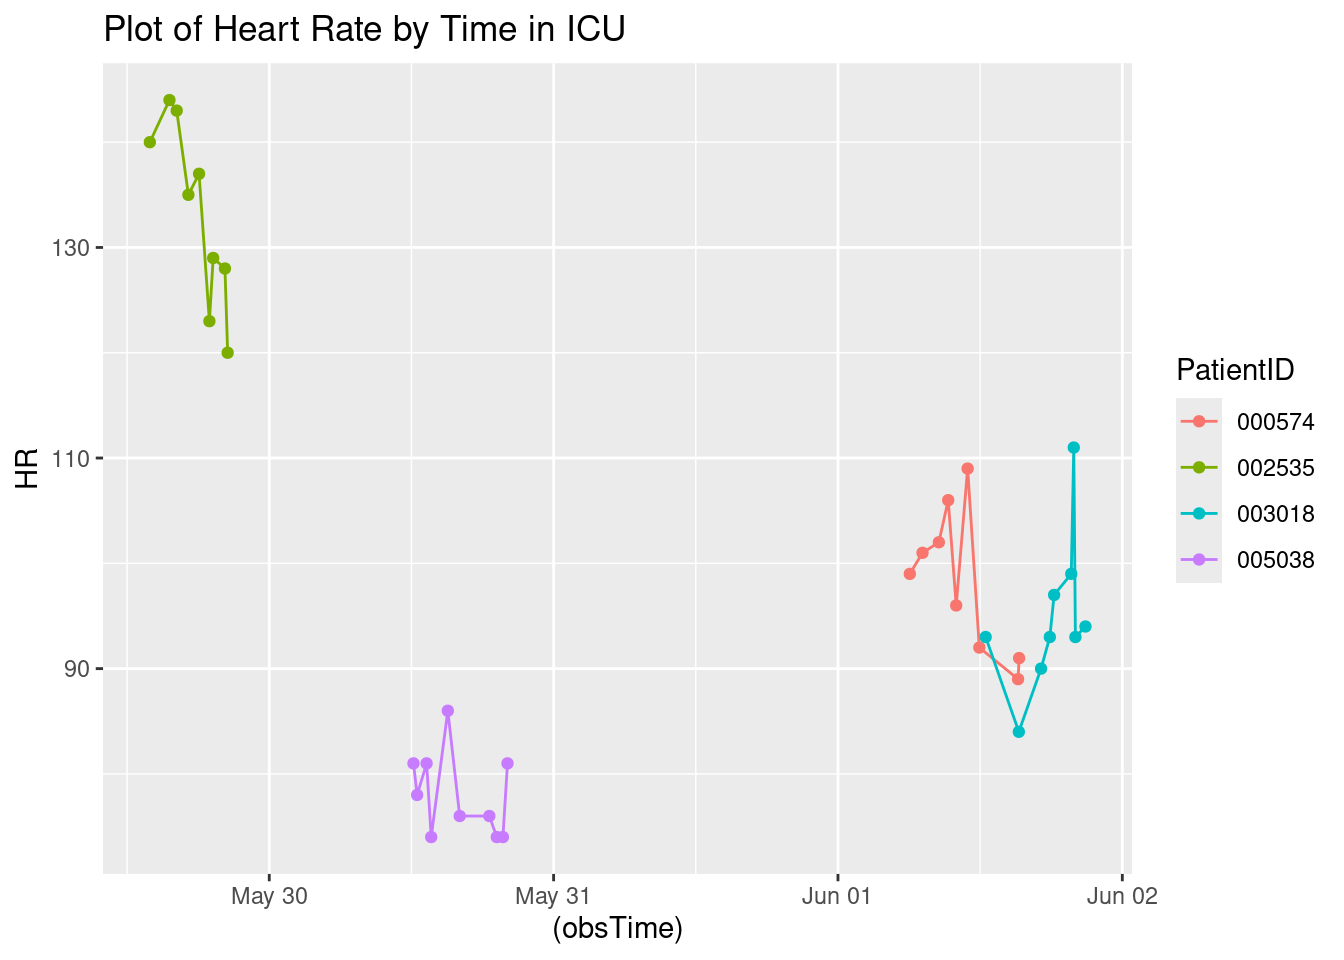 Plot of Heart Rate by Time in ICU
130
110
90
HR
May 30 May 31 Jun 01 Jun 02
(obsTime)
PatientID
000574
002535
003018
005038